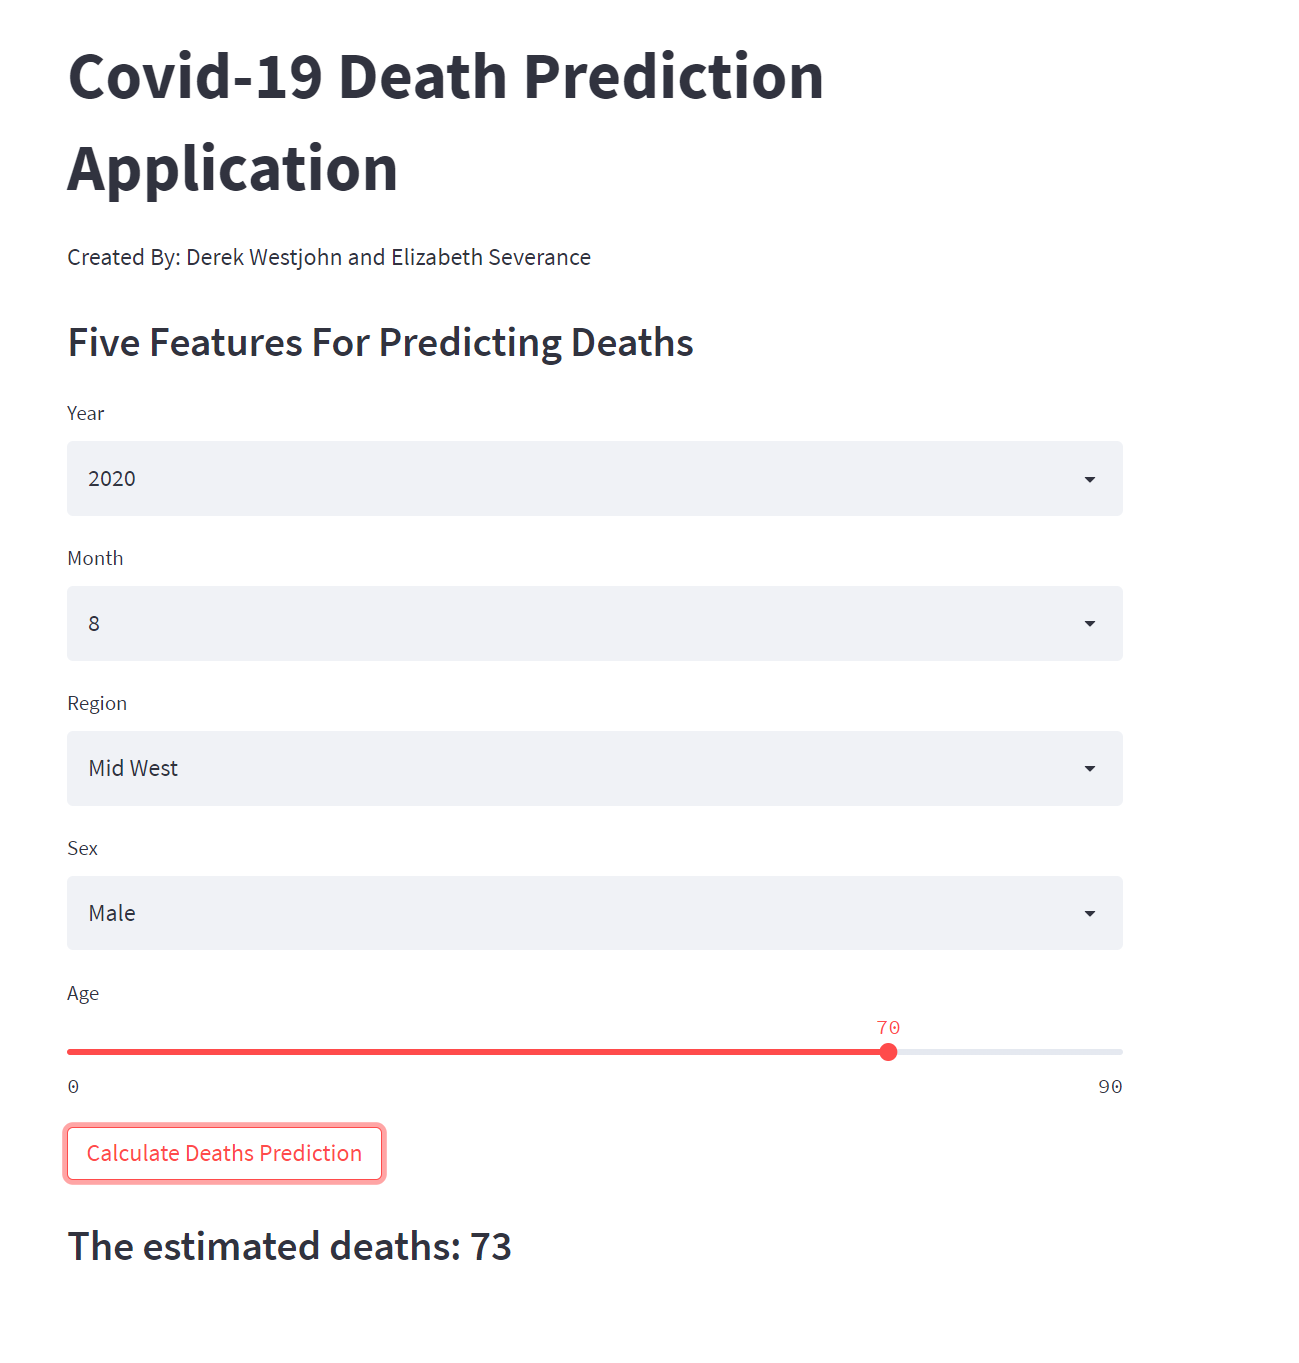 Covid-19 Death Prediction
Application
Created By: Derek Westjohn and Elizabeth Severance
Five Features For Predicting Deaths
Year
2020
Month
8
Region
Mid West
Sex
Male
Age
70
0 90
Calculate Deaths Prediction
The estimated deaths: 73